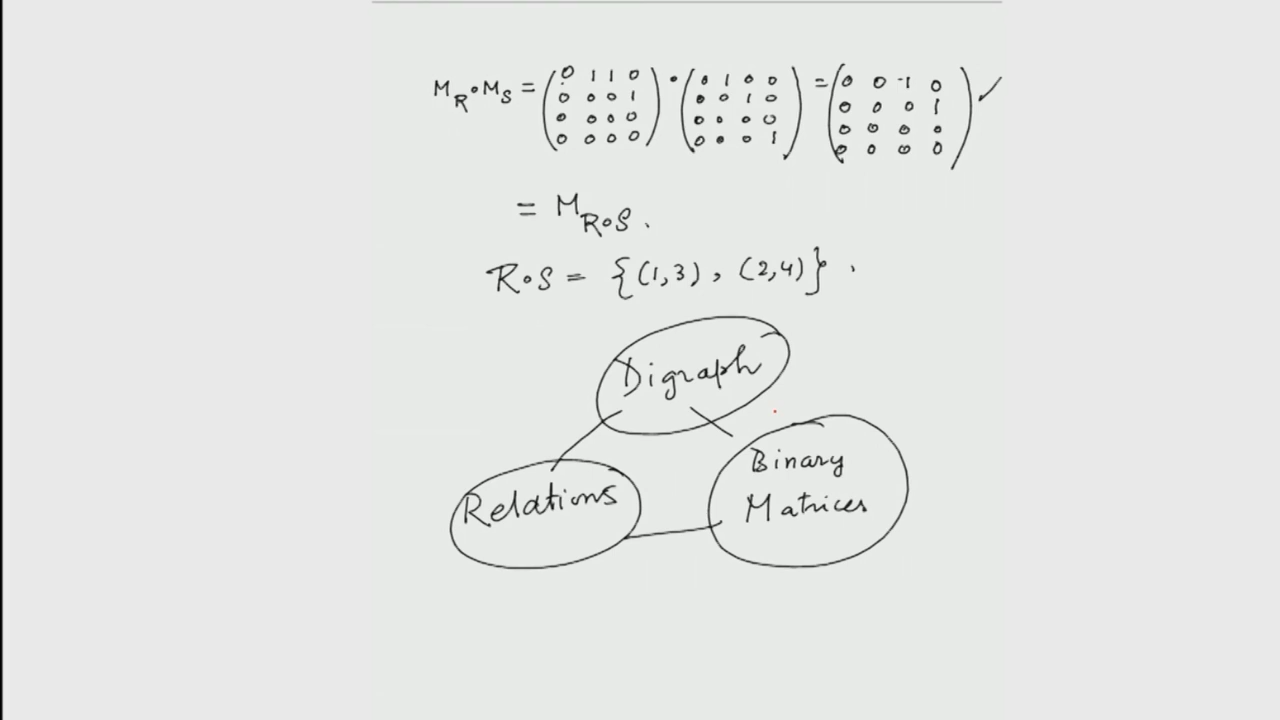 M_R ∘ M_S = (0 1 1 0 ) • ( 0 1 0 0 ) = ( 0 0 1 0 ) ✓
0 0 0 1 0 0 1 0 0 0 0 1
0 0 0 0 0 0 0 0 0 0 0 0
0 0 0 0 0 0 0 1 0 0 0 0
= M_{R∘S} .
R∘S = {(1,3) , (2,4)} .
Digraph
Relations
Binary
Matrices